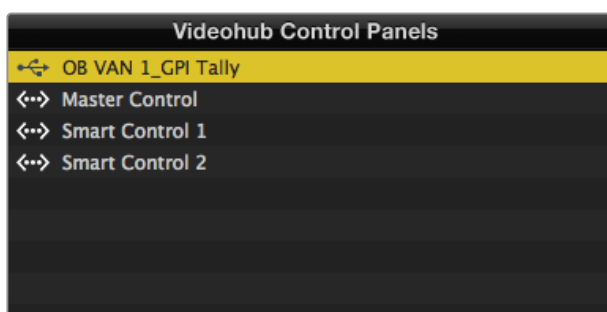 Videohub Control Panels
OB VAN 1_GPI Tally
Master Control
Smart Control 1
Smart Control 2